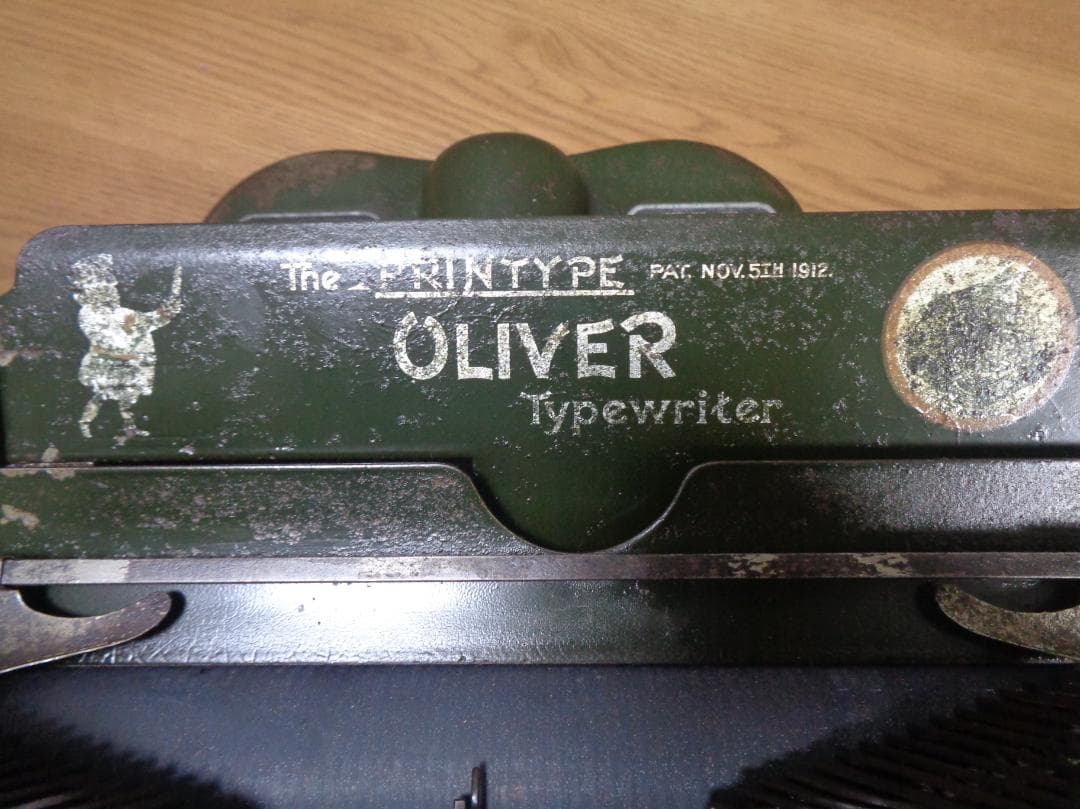 The PRINTYPE PAT. NOV. 5TH 1912.
OLIVER
Typewriter